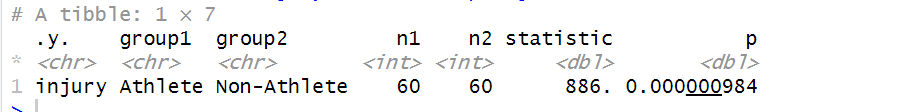 # A tibble: 1 × 7
.y. group1 group2 n1 n2 statistic p
* <chr> <chr> <chr> <int> <int> <dbl> <dbl>
1 injury Athlete Non-Athlete 60 60 886. 0.000000984
>